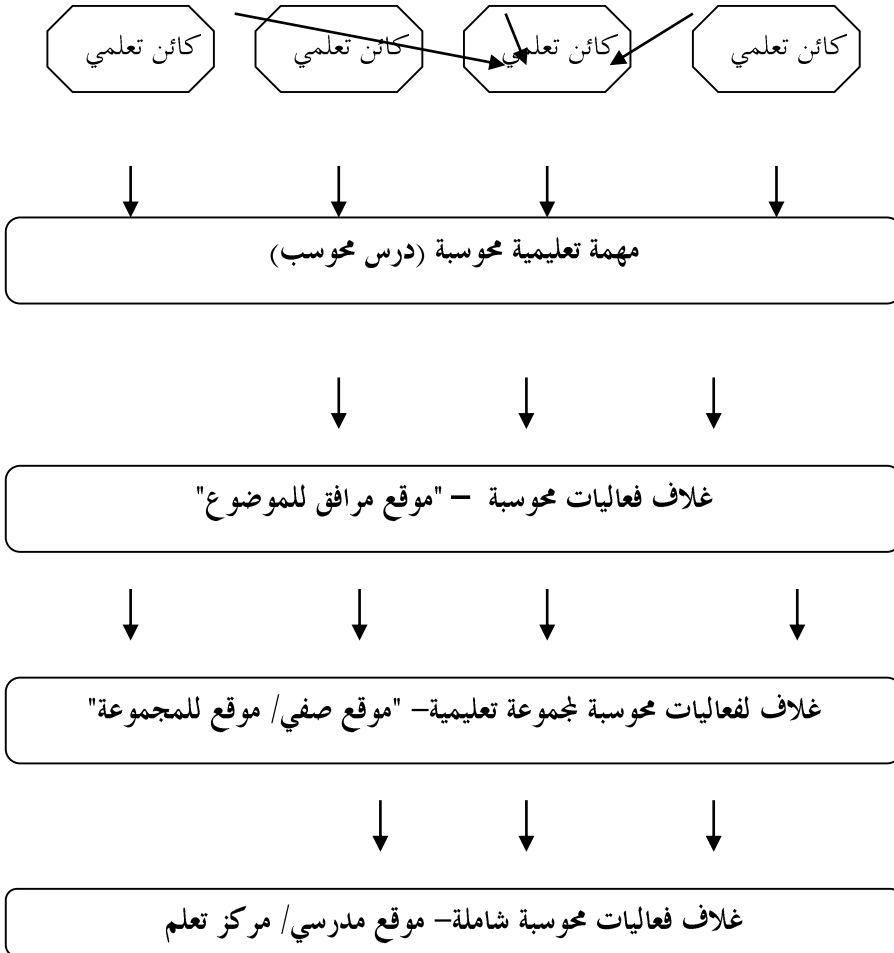 كائن تعلمي
كائن تعلمي
كائن تعلمي
كائن تعلمي
مهمة تعليمية محوسبة (درس محوسب)
غلاف فعاليات محوسبة – "موقع مرافق للموضوع"
غلاف لفعاليات محوسبة لمجموعة تعليمية– "موقع صفي/ موقع للمجموعة"
غلاف فعاليات محوسبة شاملة– موقع مدرسي/ مركز تعلم